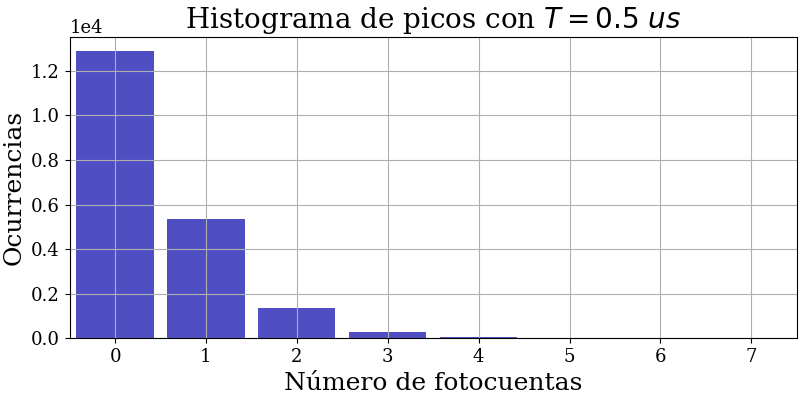 Histograma de picos con T = 0.5 us
1e4
1.2
1.0
0.8
0.6
0.4
0.2
0.0
Ocurrencias
0 1 2 3 4 5 6 7
Número de fotocuentas